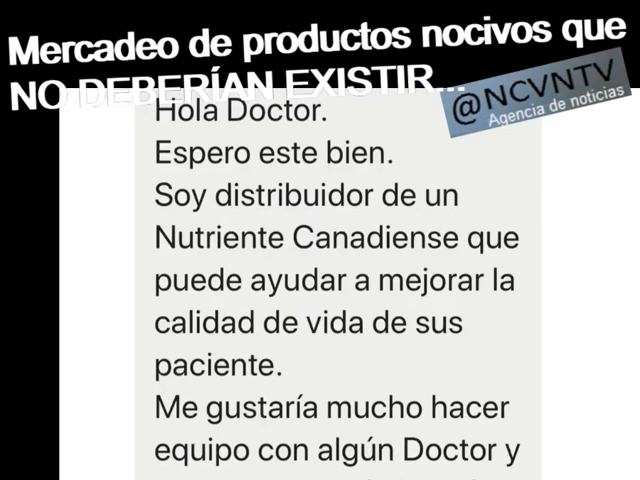 Mercadeo de productos nocivos que
NO DEBERÍAN EXISTIR...
@NCVNTV
Agencia de noticias
Hola Doctor.
Espero este bien.
Soy distribuidor de un
Nutriente Canadiense que
puede ayudar a mejorar la
calidad de vida de sus
paciente.
Me gustaría mucho hacer
equipo con algún Doctor y